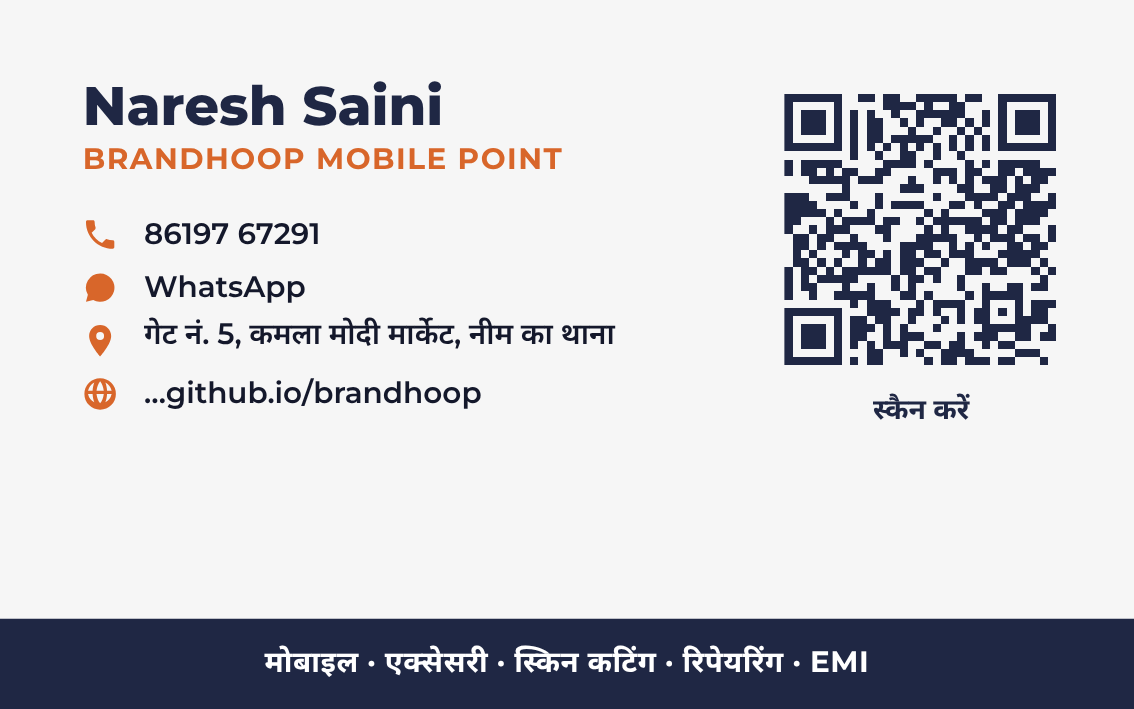 Naresh Saini
BRANDHOOP MOBILE POINT
86197 67291
WhatsApp
गेट नं. 5, कमला मोदी मार्केट, नीम का थाना
...github.io/brandhoop
स्कैन करें
मोबाइल · एक्सेसरी · स्किन कटिंग · रिपेयरिंग · EMI